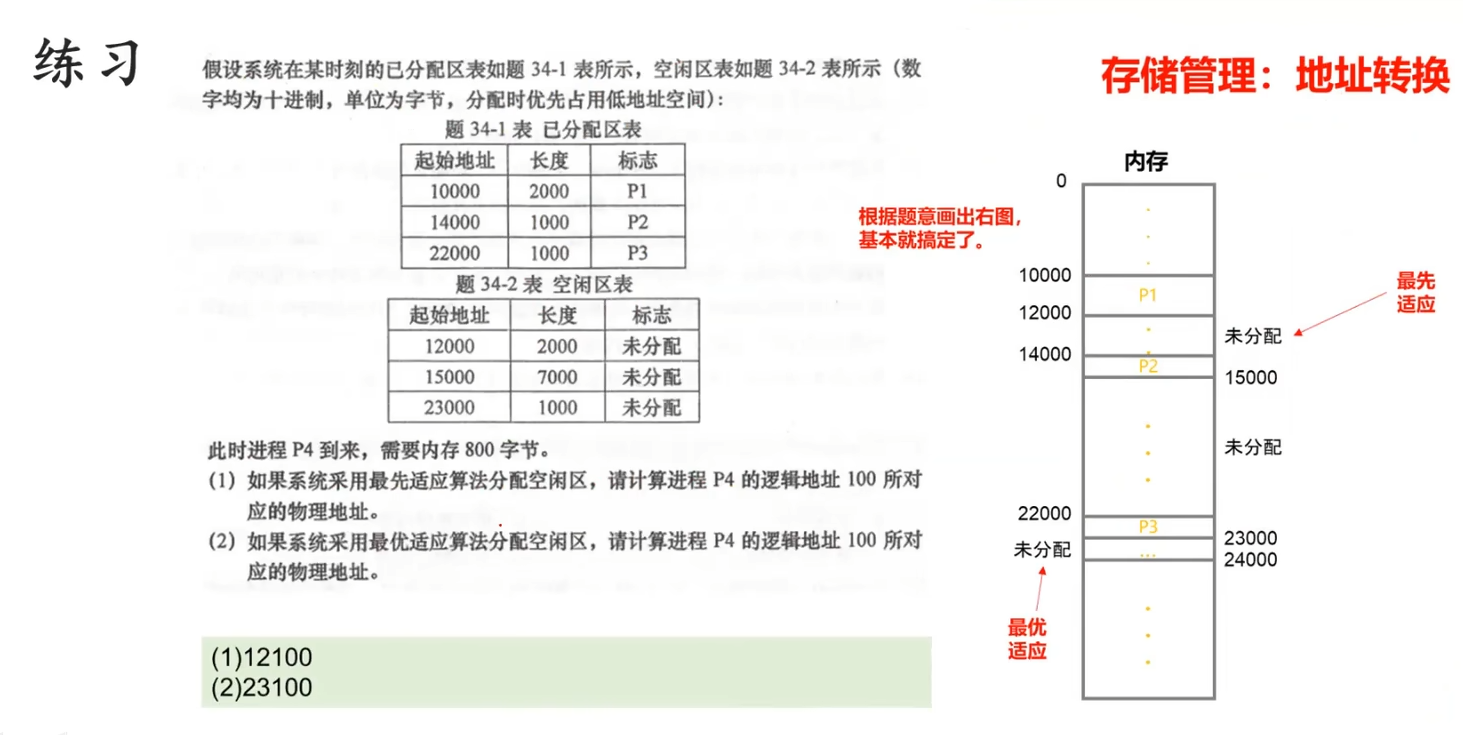 练习
假设系统在某时刻的已分配区表如题 34-1 表所示，空闲区表如题 34-2 表所示（数
字均为十进制，单位为字节，分配时优先占用低地址空间）：
题 34-1 表 已分配区表
起始地址 长度 标志
10000 2000 P1
14000 1000 P2
22000 1000 P3
题 34-2 表 空闲区表
起始地址 长度 标志
12000 2000 未分配
15000 7000 未分配
23000 1000 未分配
此时进程 P4 到来，需要内存 800 字节。
（1）如果系统采用最先适应算法分配空闲区，请计算进程 P4 的逻辑地址 100 所对
应的物理地址。
（2）如果系统采用最优适应算法分配空闲区，请计算进程 P4 的逻辑地址 100 所对
应的物理地址。
(1)12100
(2)23100
存储管理：地址转换
根据题意画出右图，
基本就搞定了。
内存
0
10000
P1
12000
未分配
最先
适应
14000
P2
15000
未分配
22000
P3
23000
未分配
...
24000
最优
适应